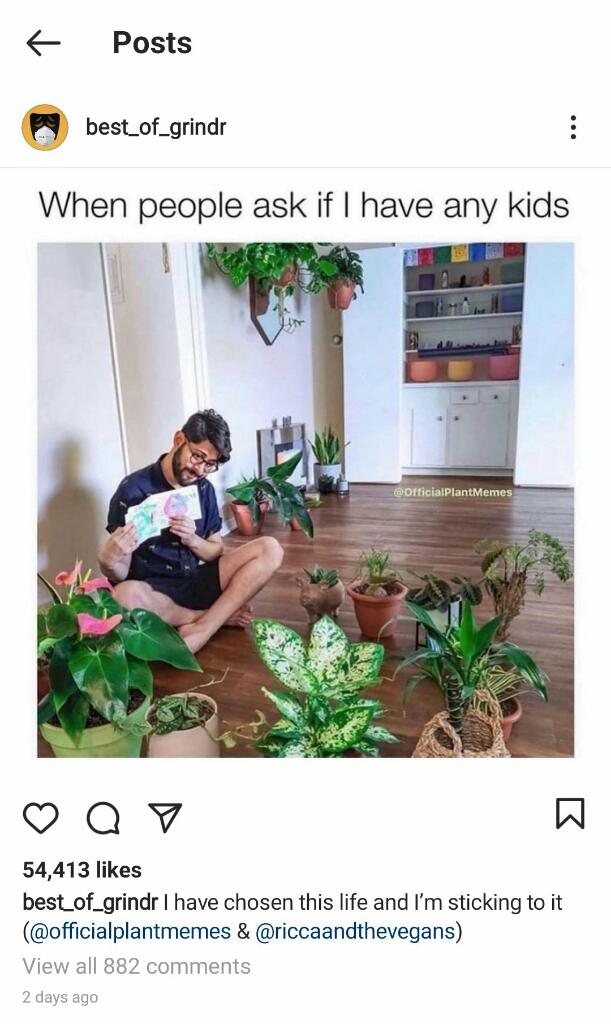 Posts
best_of_grindr
When people ask if I have any kids
@OfficialPlantMemes
54,413 likes
best_of_grindr I have chosen this life and I'm sticking to it
(@officialplantmemes & @riccaandthevegans)
View all 882 comments
2 days ago